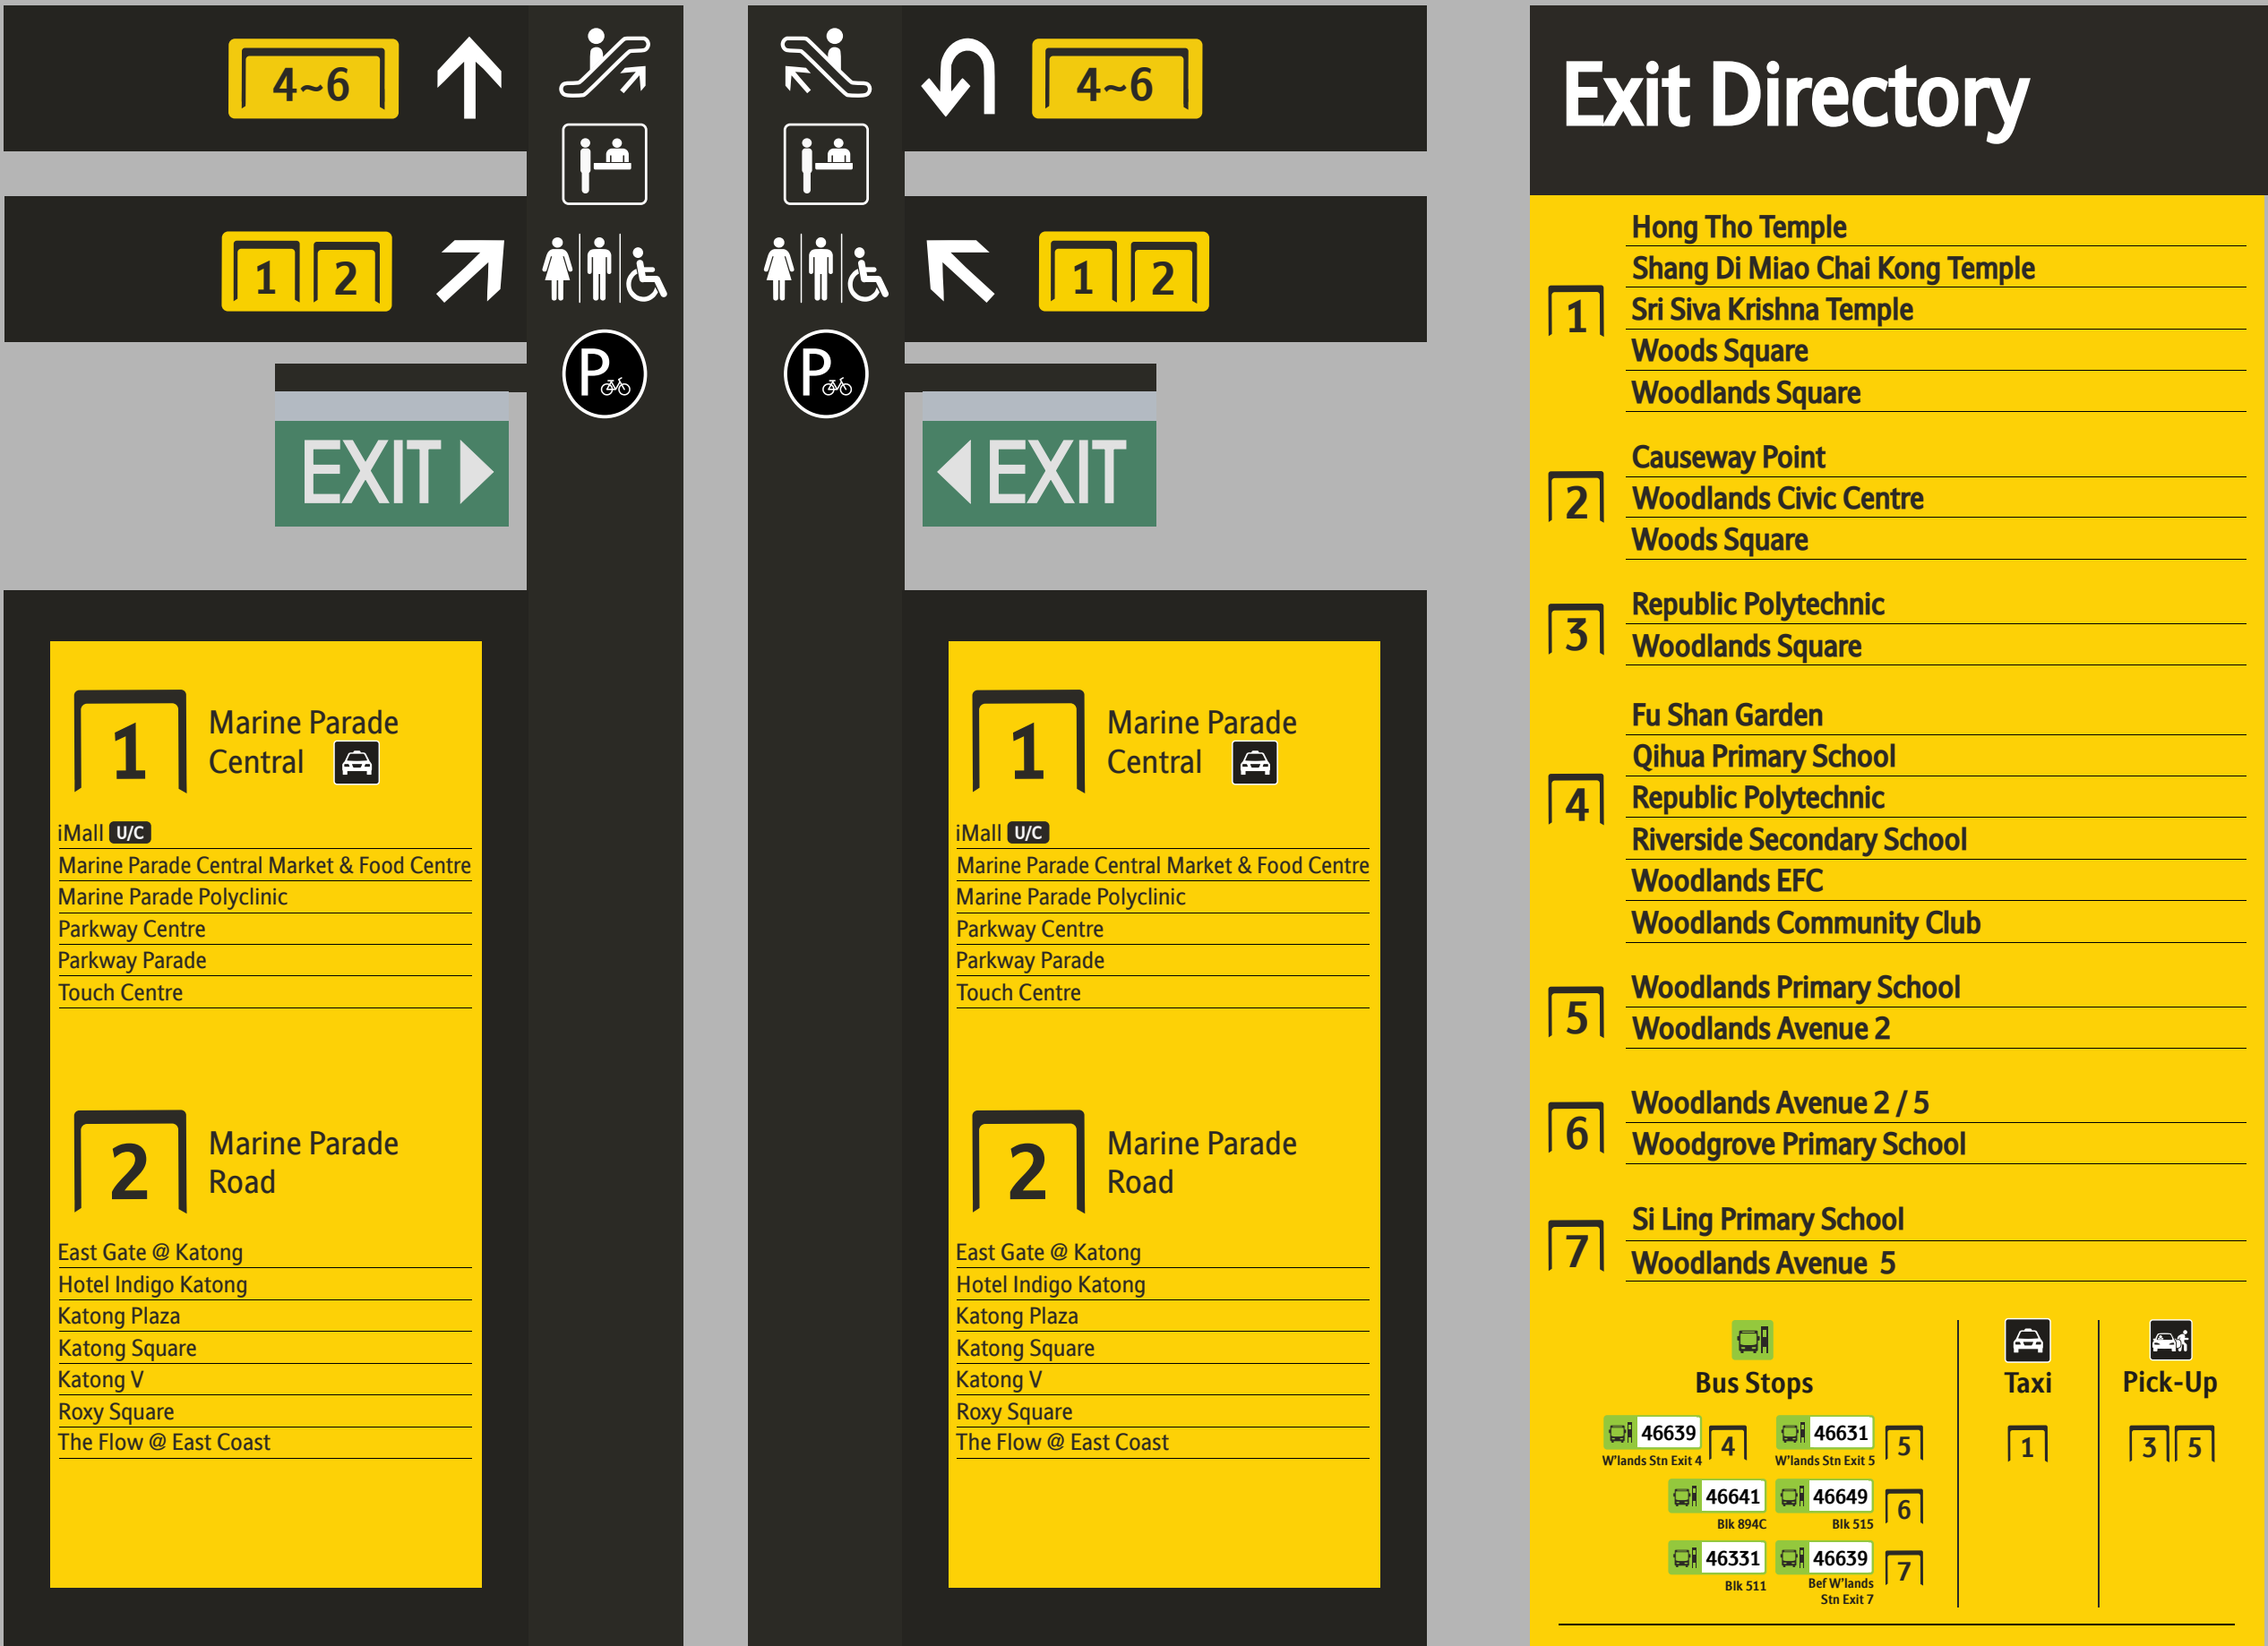 4~6
1 2
EXIT
1 Marine Parade
Central
iMall U/C
Marine Parade Central Market & Food Centre
Marine Parade Polyclinic
Parkway Centre
Parkway Parade
Touch Centre
2 Marine Parade
Road
East Gate @ Katong
Hotel Indigo Katong
Katong Plaza
Katong Square
Katong V
Roxy Square
The Flow @ East Coast
P
P
4~6
1 2
EXIT
1 Marine Parade
Central
iMall U/C
Marine Parade Central Market & Food Centre
Marine Parade Polyclinic
Parkway Centre
Parkway Parade
Touch Centre
2 Marine Parade
Road
East Gate @ Katong
Hotel Indigo Katong
Katong Plaza
Katong Square
Katong V
Roxy Square
The Flow @ East Coast
Exit Directory
1
Hong Tho Temple
Shang Di Miao Chai Kong Temple
Sri Siva Krishna Temple
Woods Square
Woodlands Square
2
Causeway Point
Woodlands Civic Centre
Woods Square
3
Republic Polytechnic
Woodlands Square
4
Fu Shan Garden
Qihua Primary School
Republic Polytechnic
Riverside Secondary School
Woodlands EFC
Woodlands Community Club
5
Woodlands Primary School
Woodlands Avenue 2
6
Woodlands Avenue 2 / 5
Woodgrove Primary School
7
Si Ling Primary School
Woodlands Avenue 5
Bus Stops
46639 4 46631 5
W'lands Stn Exit 4 W'lands Stn Exit 5
46641 46649 6
Blk 894C Blk 515
46331 46639 7
Blk 511 Bef W'lands
Stn Exit 7
Taxi
1
Pick-Up
3 5